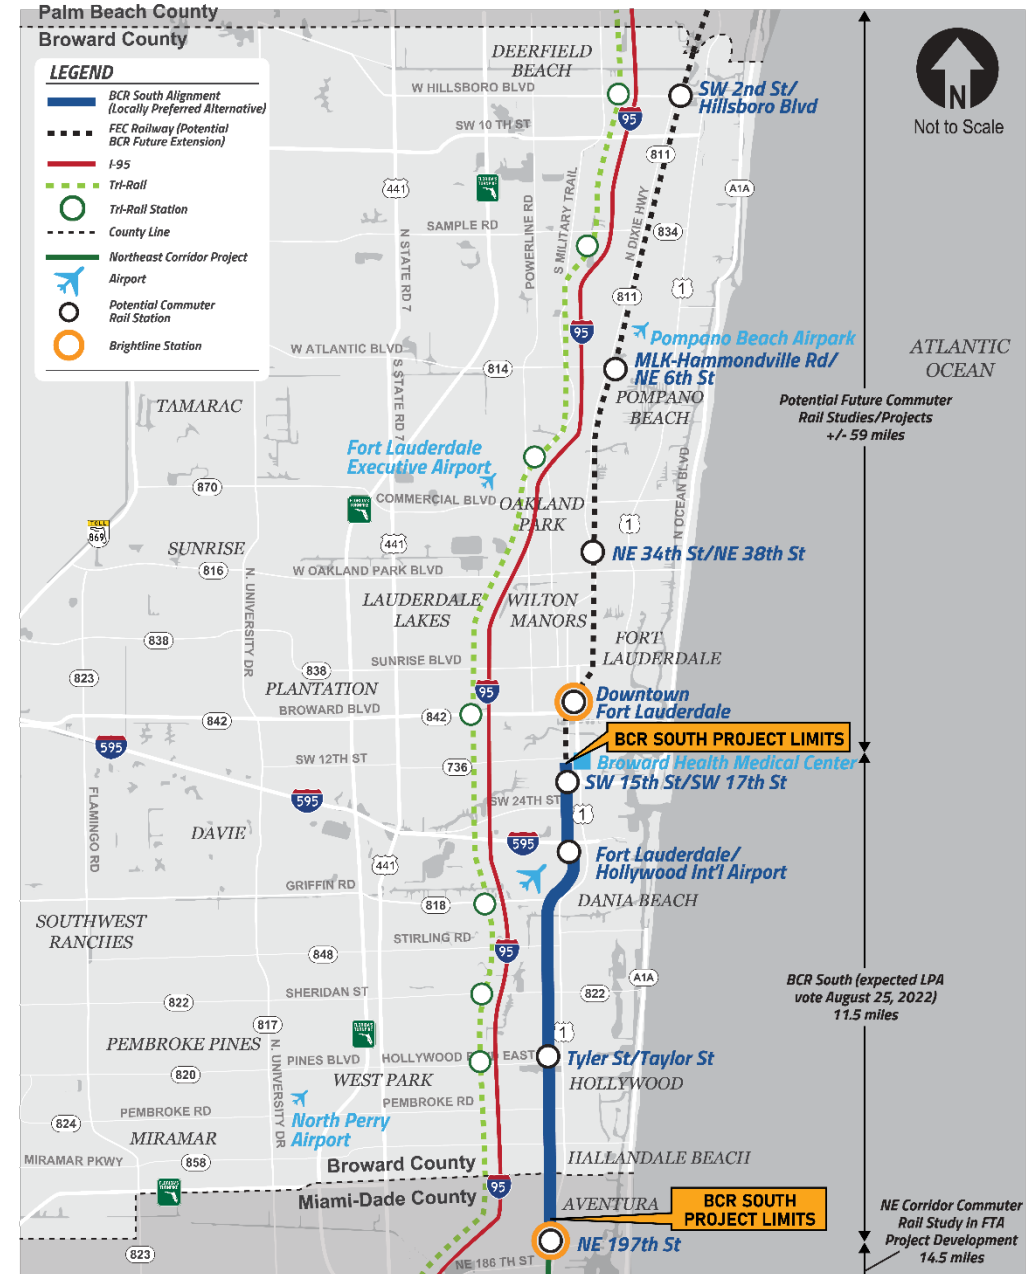 Palm Beach County
Broward County
LEGEND
BCR South Alignment
(Locally Preferred Alternative)
FEC Railway (Potential
BCR Future Extension)
I-95
Tri-Rail
Tri-Rail Station
County Line
Northeast Corridor Project
Airport
Potential Commuter
Rail Station
Brightline Station
N
Not to Scale
DEERFIELD
BEACH
W HILLSBORO BLVD
SW 2nd St/
Hillsboro Blvd
95
SW 10 TH ST
811
441
A1A
S MILITARY TRAIL
POWERLINE RD
N DIXIE HWY
SAMPLE RD
834
N STATE RD 7
1
811
95
Pompano Beach Airpark
W ATLANTIC BLVD
814
MLK-Hammondville Rd/
NE 6th St
ATLANTIC
OCEAN
S STATE RD 7
POMPANO
BEACH
TAMARAC
Potential Future Commuter
Rail Studies/Projects
+/- 59 miles
Fort Lauderdale
Executive Airport
N OCEAN BLVD
870
COMMERCIAL BLVD
OAKLAND
PARK
TOLL
869
1
441
SUNRISE
816
W OAKLAND PARK BLVD
NE 34th St/NE 38th St
N. UNIVERSITY DR
LAUDERDALE
LAKES
WILTON
MANORS
838
FORT
LAUDERDALE
SUNRISE BLVD
838
823
PLANTATION
95
Downtown
Fort Lauderdale
BROWARD BLVD
842
842
BCR SOUTH PROJECT LIMITS
595
SW 12TH ST
736
Broward Health Medical Center
SW 15th St/SW 17th St
595
SW 24TH ST
1
FLAMINGO RD
DAVIE
595
Fort Lauderdale/
Hollywood Int'l Airport
441
GRIFFIN RD
818
DANIA BEACH
SOUTHWEST
RANCHES
STIRLING RD
95
848
A1A
BCR South (expected LPA
vote August 25, 2022)
11.5 miles
SHERIDAN ST
822
822
817
1
PEMBROKE PINES
N. UNIVERSITY DR
PINES BLVD
HOLLYWOOD
EAST
Tyler St/Taylor St
820
WEST PARK
HOLLYWOOD
PEMBROKE RD
PEMBROKE RD
824
North Perry
Airport
MIRAMAR
MIRAMAR PKWY
858
Broward County
HALLANDALE BEACH
Miami-Dade County
95
AVENTURA
BCR SOUTH
PROJECT LIMITS
NE Corridor Commuter
Rail Study in FTA
Project Development
14.5 miles
823
NE 197th St
NE 186 TH ST